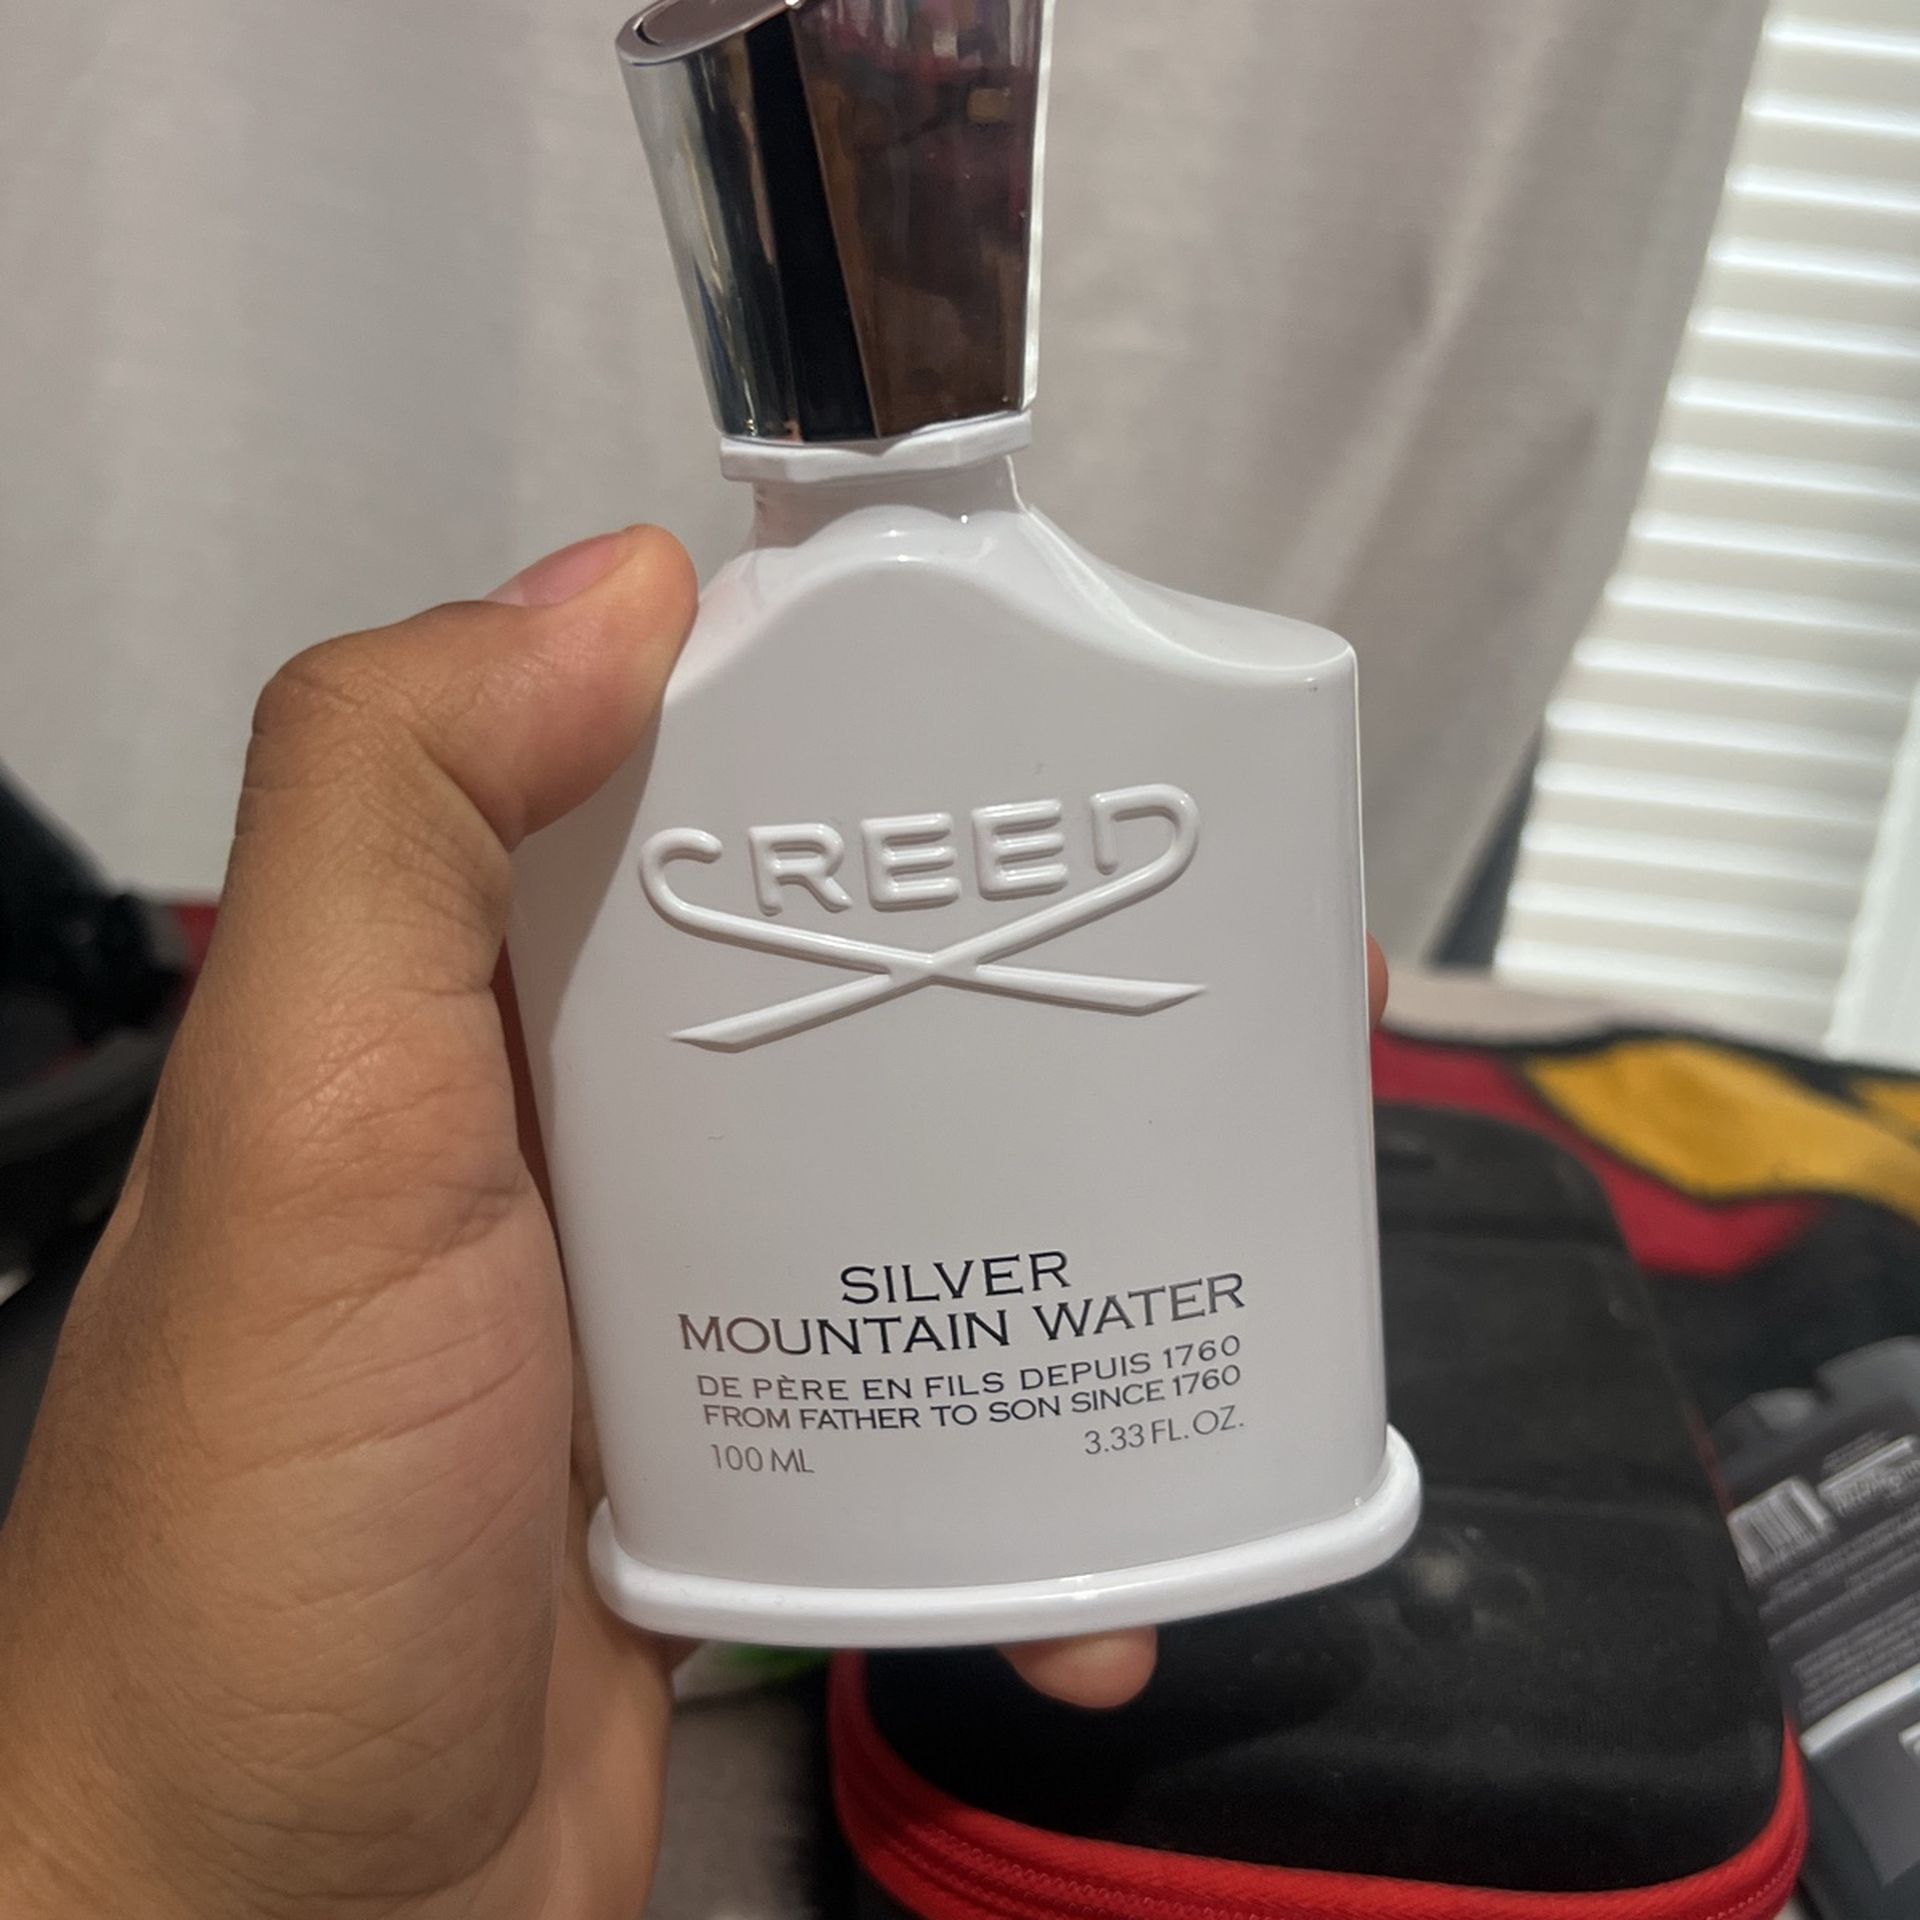 CREED
SILVER
MOUNTAIN WATER
DE PÈRE EN FILS DEPUIS 1760
FROM FATHER TO SON SINCE 1760
100 ML 3.33 FL. OZ.